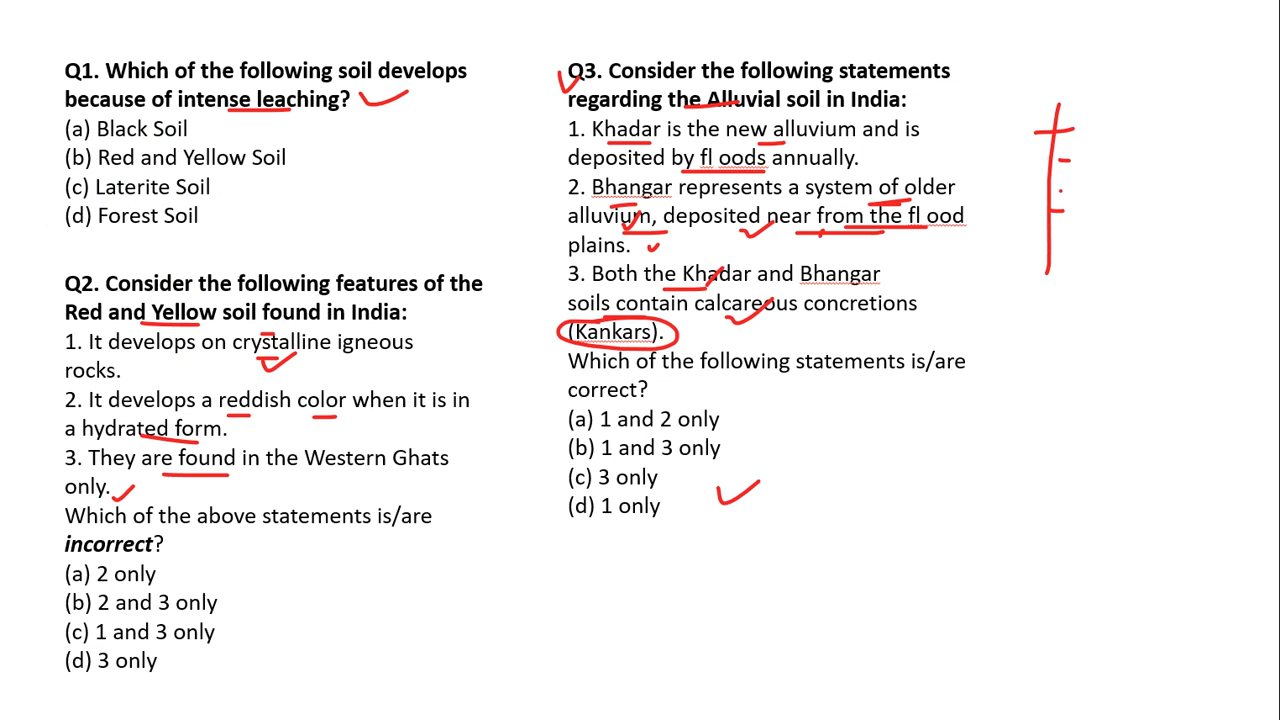 Q1. Which of the following soil develops
because of intense leaching?
(a) Black Soil
(b) Red and Yellow Soil
(c) Laterite Soil
(d) Forest Soil
Q2. Consider the following features of the
Red and Yellow soil found in India:
1. It develops on crystalline igneous
rocks.
2. It develops a reddish color when it is in
a hydrated form.
3. They are found in the Western Ghats
only.
Which of the above statements is/are
incorrect?
(a) 2 only
(b) 2 and 3 only
(c) 1 and 3 only
(d) 3 only
Q3. Consider the following statements
regarding the Alluvial soil in India:
1. Khadar is the new alluvium and is
deposited by fl oods annually.
2. Bhangar represents a system of older
alluvium, deposited near from the fl ood
plains.
3. Both the Khadar and Bhangar
soils contain calcareous concretions
(Kankars).
Which of the following statements is/are
correct?
(a) 1 and 2 only
(b) 1 and 3 only
(c) 3 only
(d) 1 only